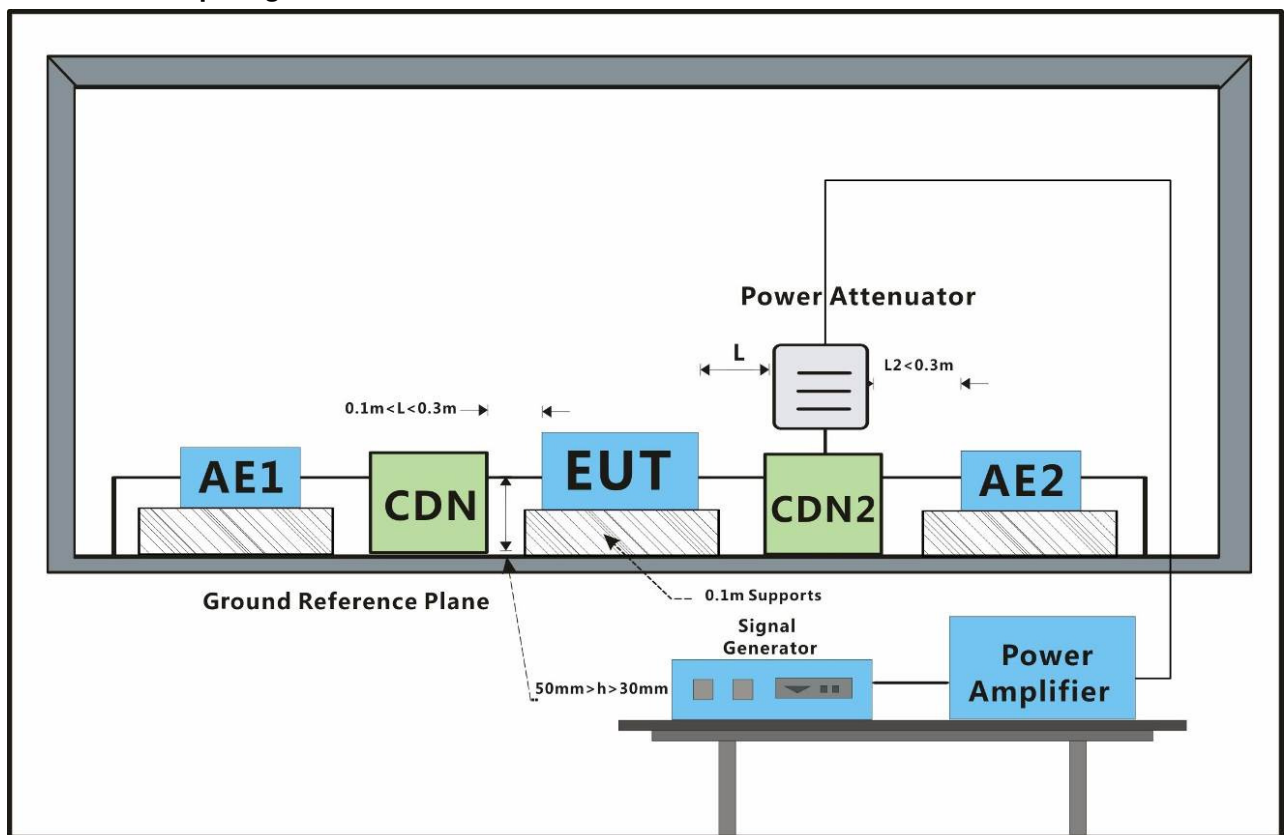 Power Attenuator
L
L2<0.3m
0.1m<L<0.3m
AE1
CDN
EUT
CDN2
AE2
Ground Reference Plane
0.1m Supports
Signal
Generator
50mm>h>30mm
Power
Amplifier